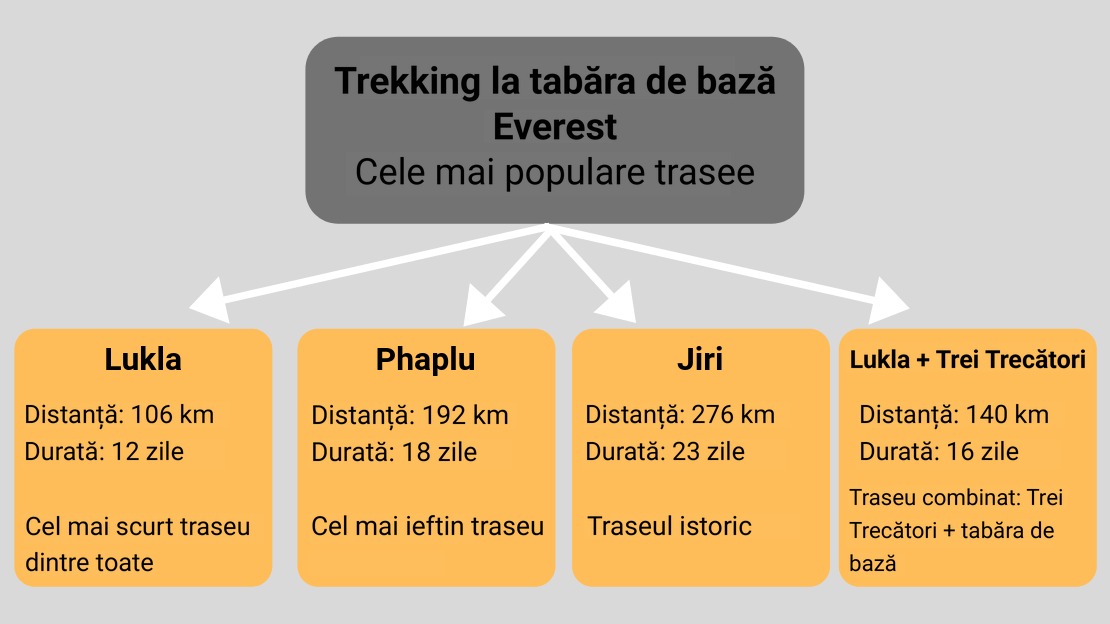 Trekking la tabăra de bază
Everest
Cele mai populare trasee
Lukla
Distanță: 106 km
Durată: 12 zile
Cel mai scurt traseu
dintre toate
Phaplu
Distanță: 192 km
Durată: 18 zile
Cel mai ieftin traseu
Jiri
Distanță: 276 km
Durată: 23 zile
Traseul istoric
Lukla + Trei Trecători
Distanță: 140 km
Durată: 16 zile
Traseu combinat: Trei
Trecători + tabăra de
bază